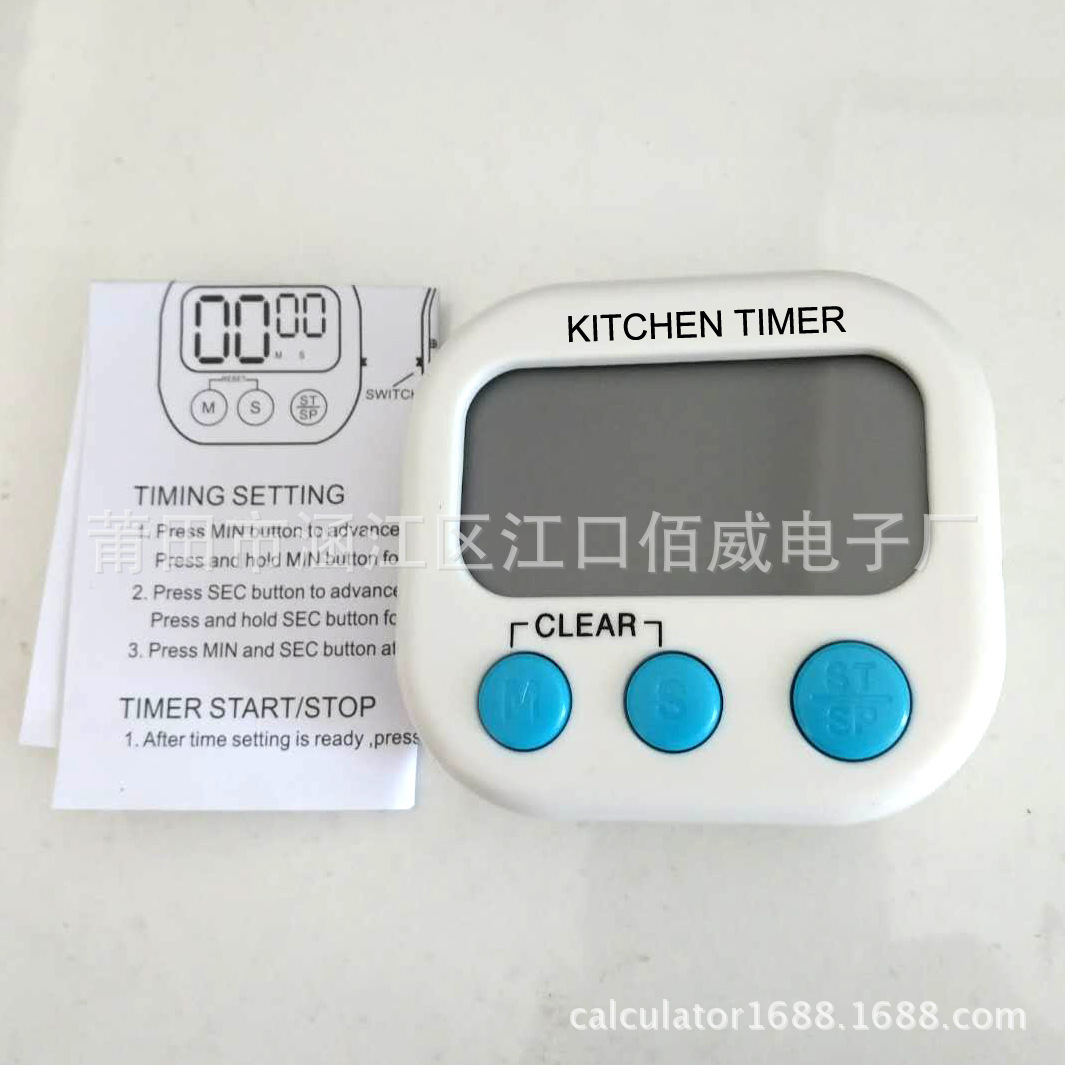 00 00
M S
RESET
M S ST/SP
SWITCH
TIMING SETTING
1. Press MIN button to advance
Press and hold MIN button fo
2. Press SEC button to advance
Press and hold SEC button fo
3. Press MIN and SEC button at
TIMER START/STOP
1. After time setting is ready ,press
KITCHEN TIMER
CLEAR
M S ST/SP
莆田市涵江区江口佰威电子厂
calculator1688.1688.com